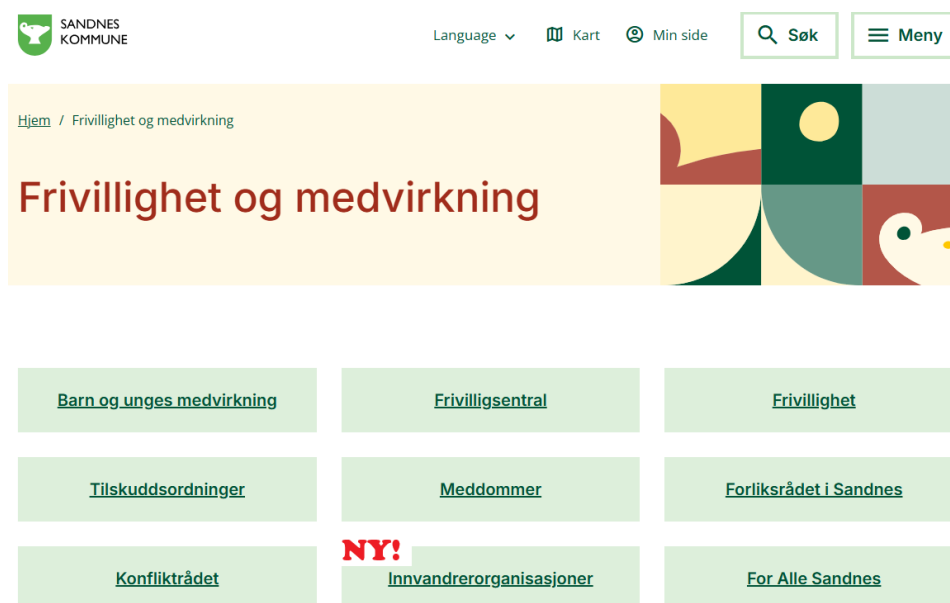 SANDNES
KOMMUNE
Language
Kart
Min side
Søk
Meny
Hjem / Frivillighet og medvirkning
Frivillighet og medvirkning
Barn og unges medvirkning
Frivilligsentral
Frivillighet
Tilskuddsordninger
Meddommer
Forliksrådet i Sandnes
NY!
Konfliktrådet
Innvandrerorganisasjoner
For Alle Sandnes